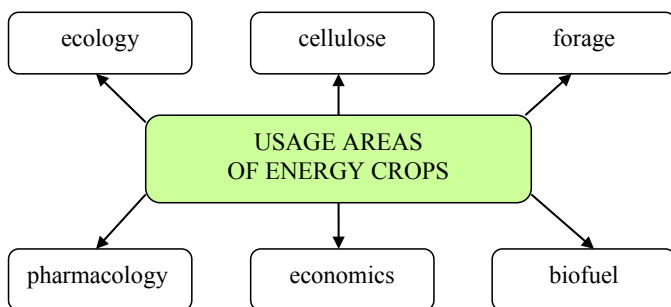 ecology
cellulose
forage
USAGE AREAS
OF ENERGY CROPS
pharmacology
economics
biofuel